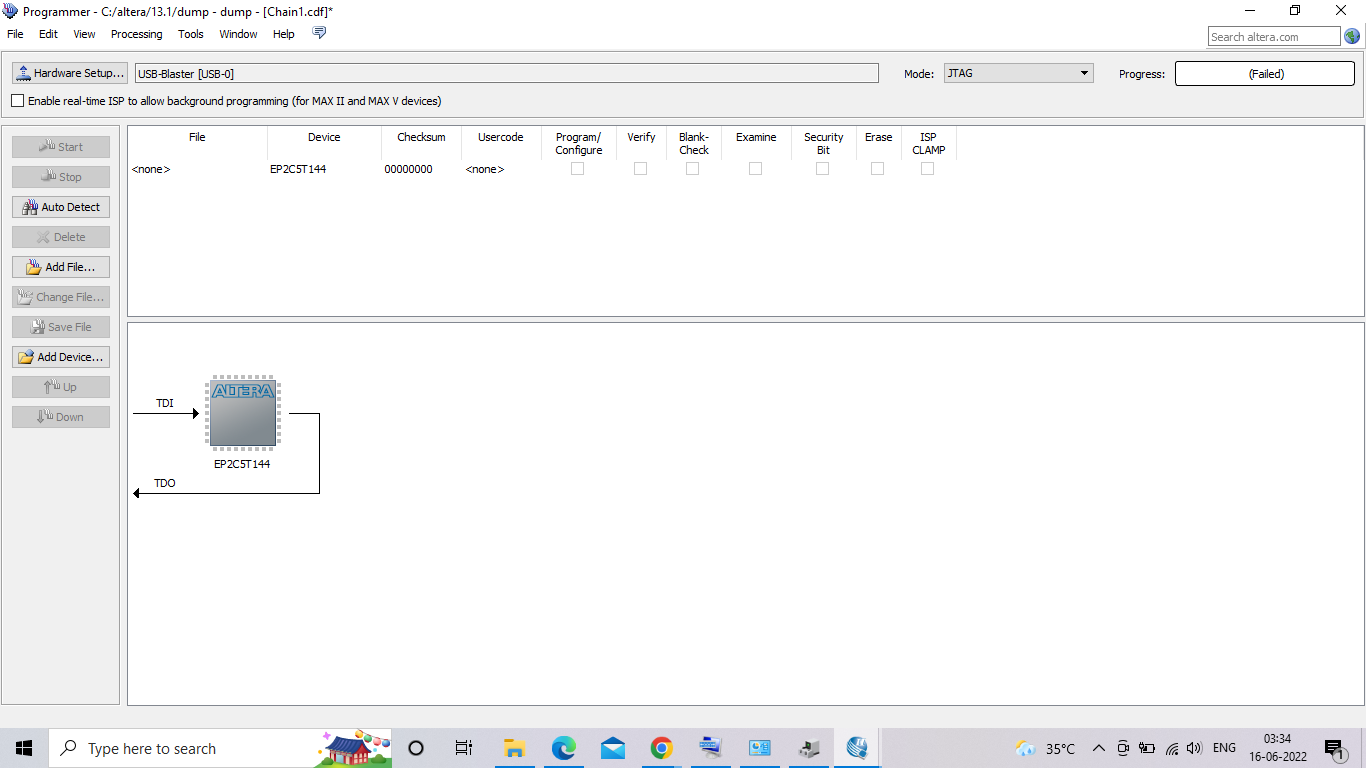 Programmer - C:/altera/13.1/dump - dump - [Chain1.cdf]*
File Edit View Processing Tools Window Help
Search altera.com
Hardware Setup... USB-Blaster [USB-0] Mode: JTAG Progress: (Failed)
Enable real-time ISP to allow background programming (for MAX II and MAX V devices)
Start
Stop
Auto Detect
Delete
Add File...
Change File...
Save File
Add Device...
Up
Down
File Device Checksum Usercode Program/ Verify Blank- Examine Security Erase ISP
Configure Check Bit CLAMP
<none> EP2C5T144 00000000 <none>
ALTERA
TDI
EP2C5T144
TDO
Type here to search
35°C ENG
03:34
16-06-2022
1